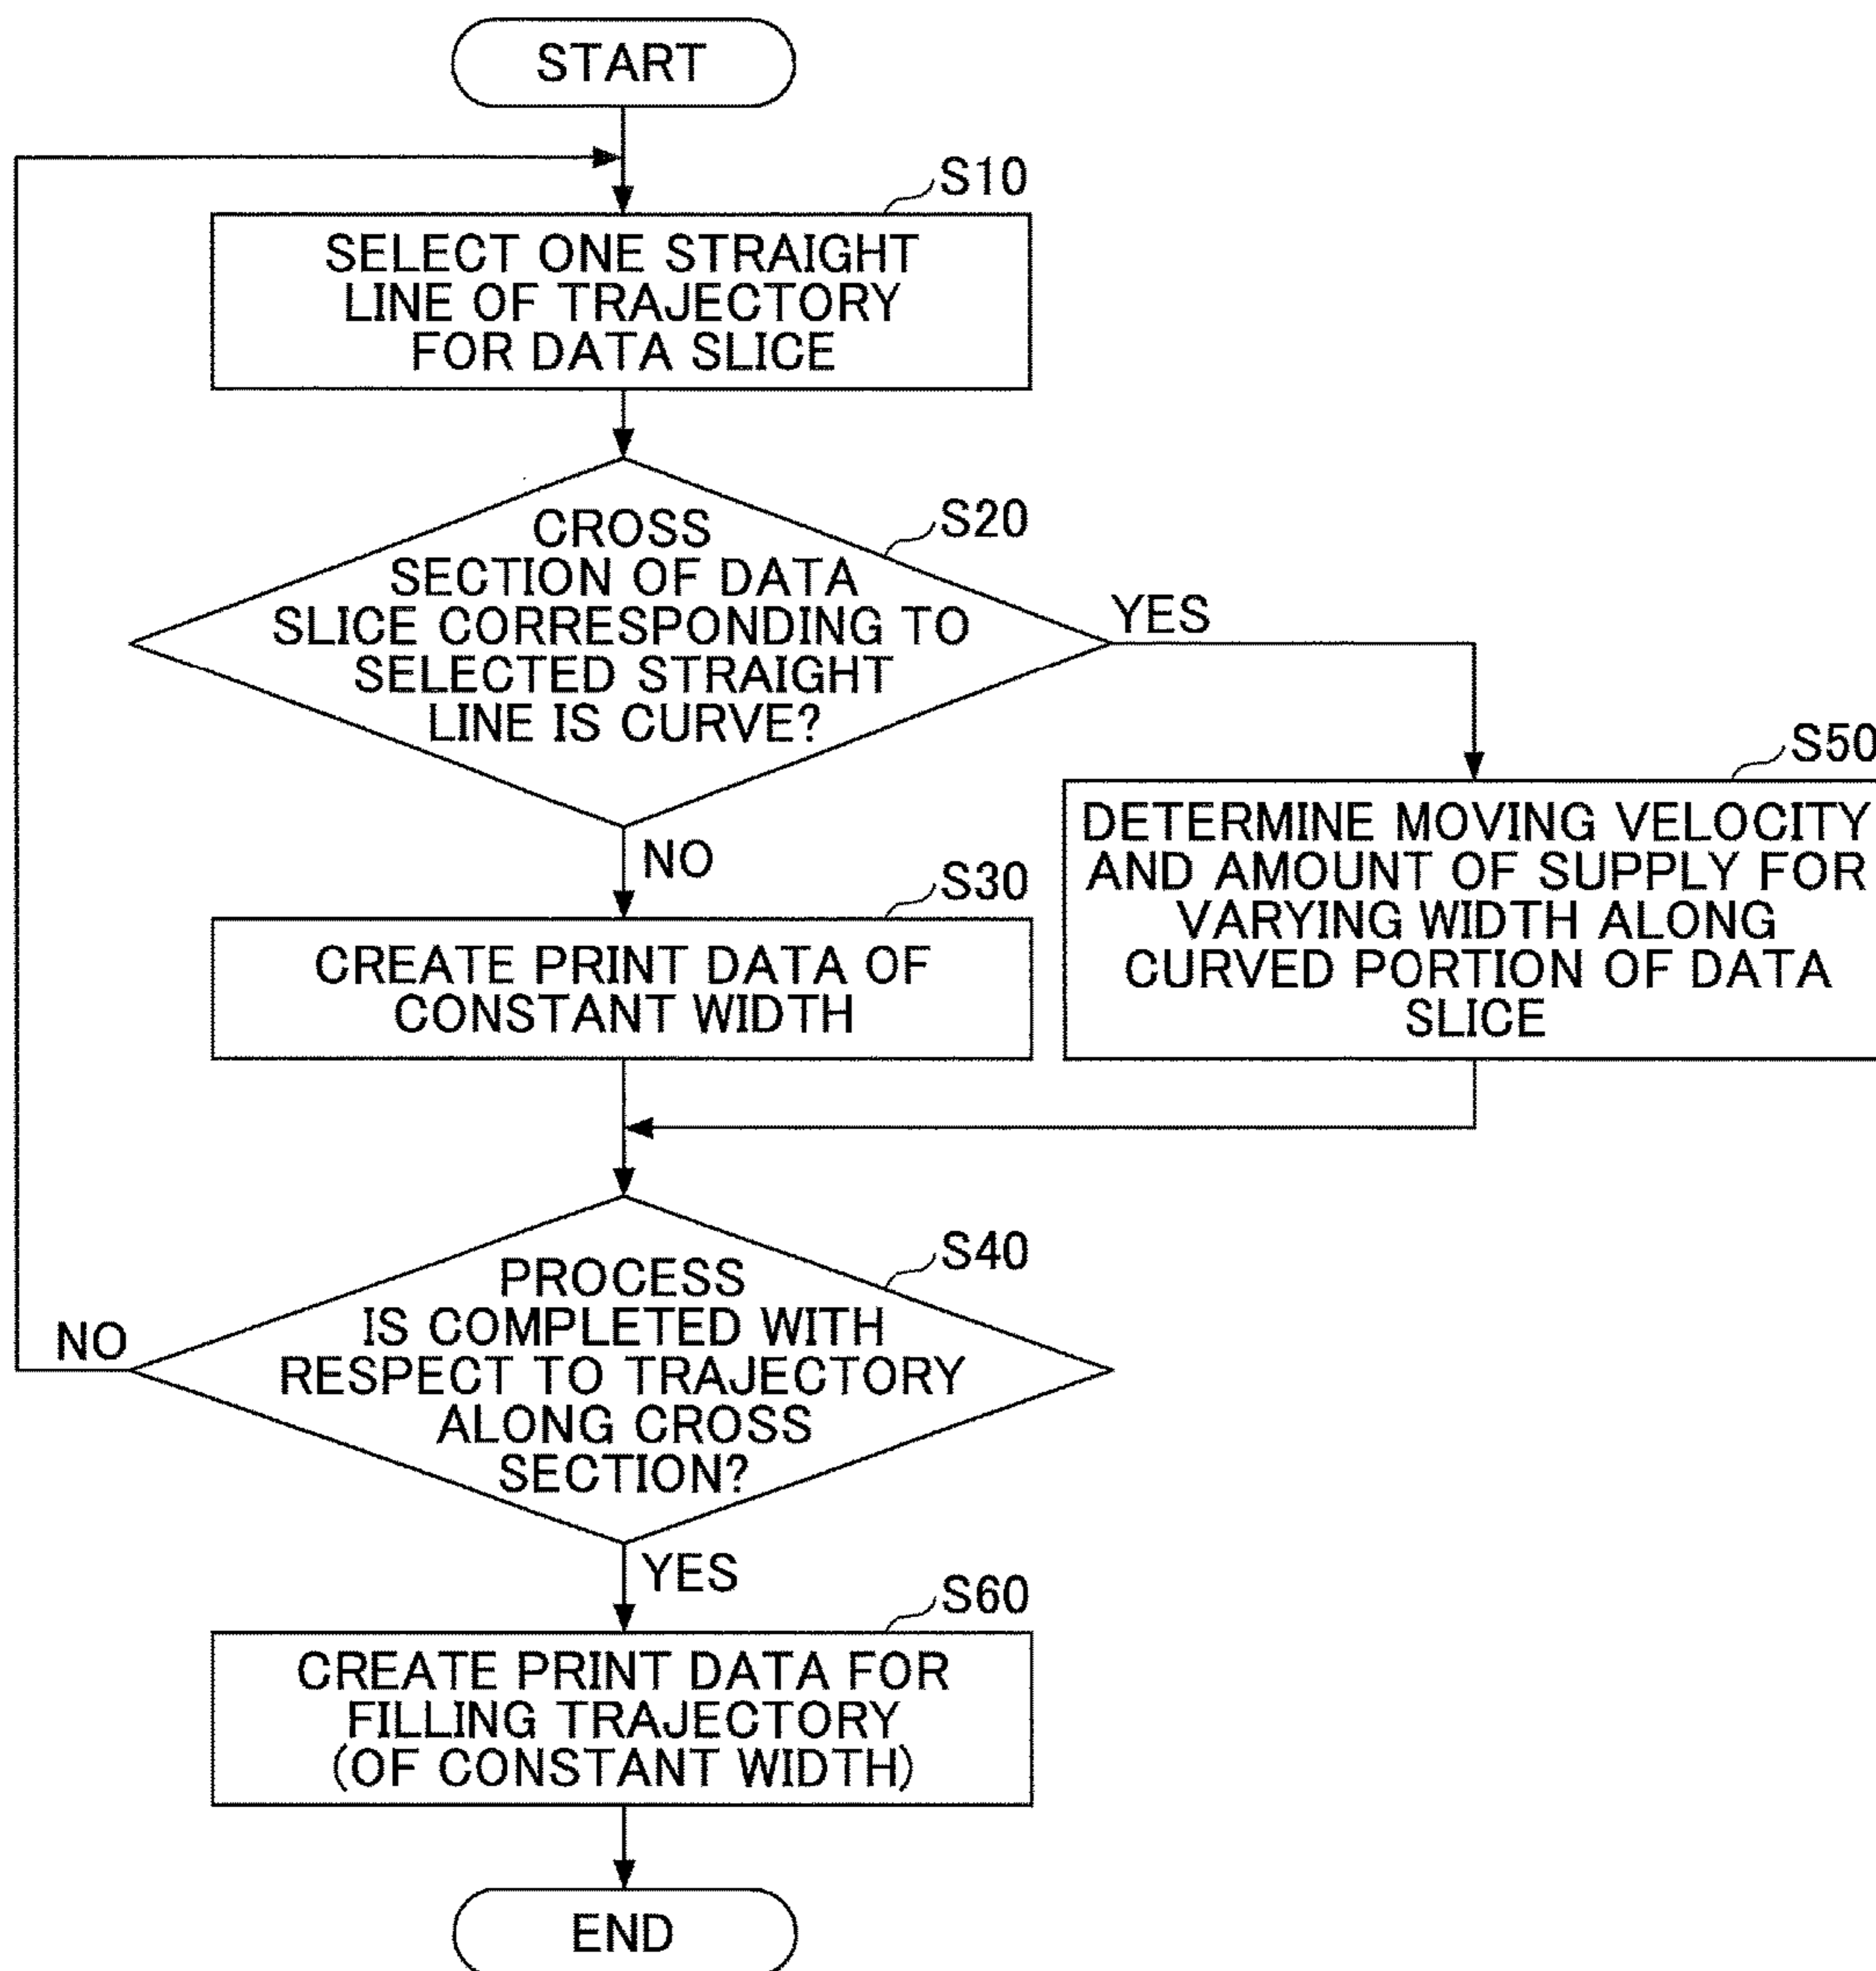 START
S10
SELECT ONE STRAIGHT
LINE OF TRAJECTORY
FOR DATA SLICE
S20
CROSS
SECTION OF DATA
SLICE CORRESPONDING TO
SELECTED STRAIGHT
LINE IS CURVE?
YES
NO
S50
DETERMINE MOVING VELOCITY
AND AMOUNT OF SUPPLY FOR
VARYING WIDTH ALONG
CURVED PORTION OF DATA
SLICE
S30
CREATE PRINT DATA OF
CONSTANT WIDTH
S40
PROCESS
IS COMPLETED WITH
RESPECT TO TRAJECTORY
ALONG CROSS
SECTION?
NO
YES
S60
CREATE PRINT DATA FOR
FILLING TRAJECTORY
(OF CONSTANT WIDTH)
END